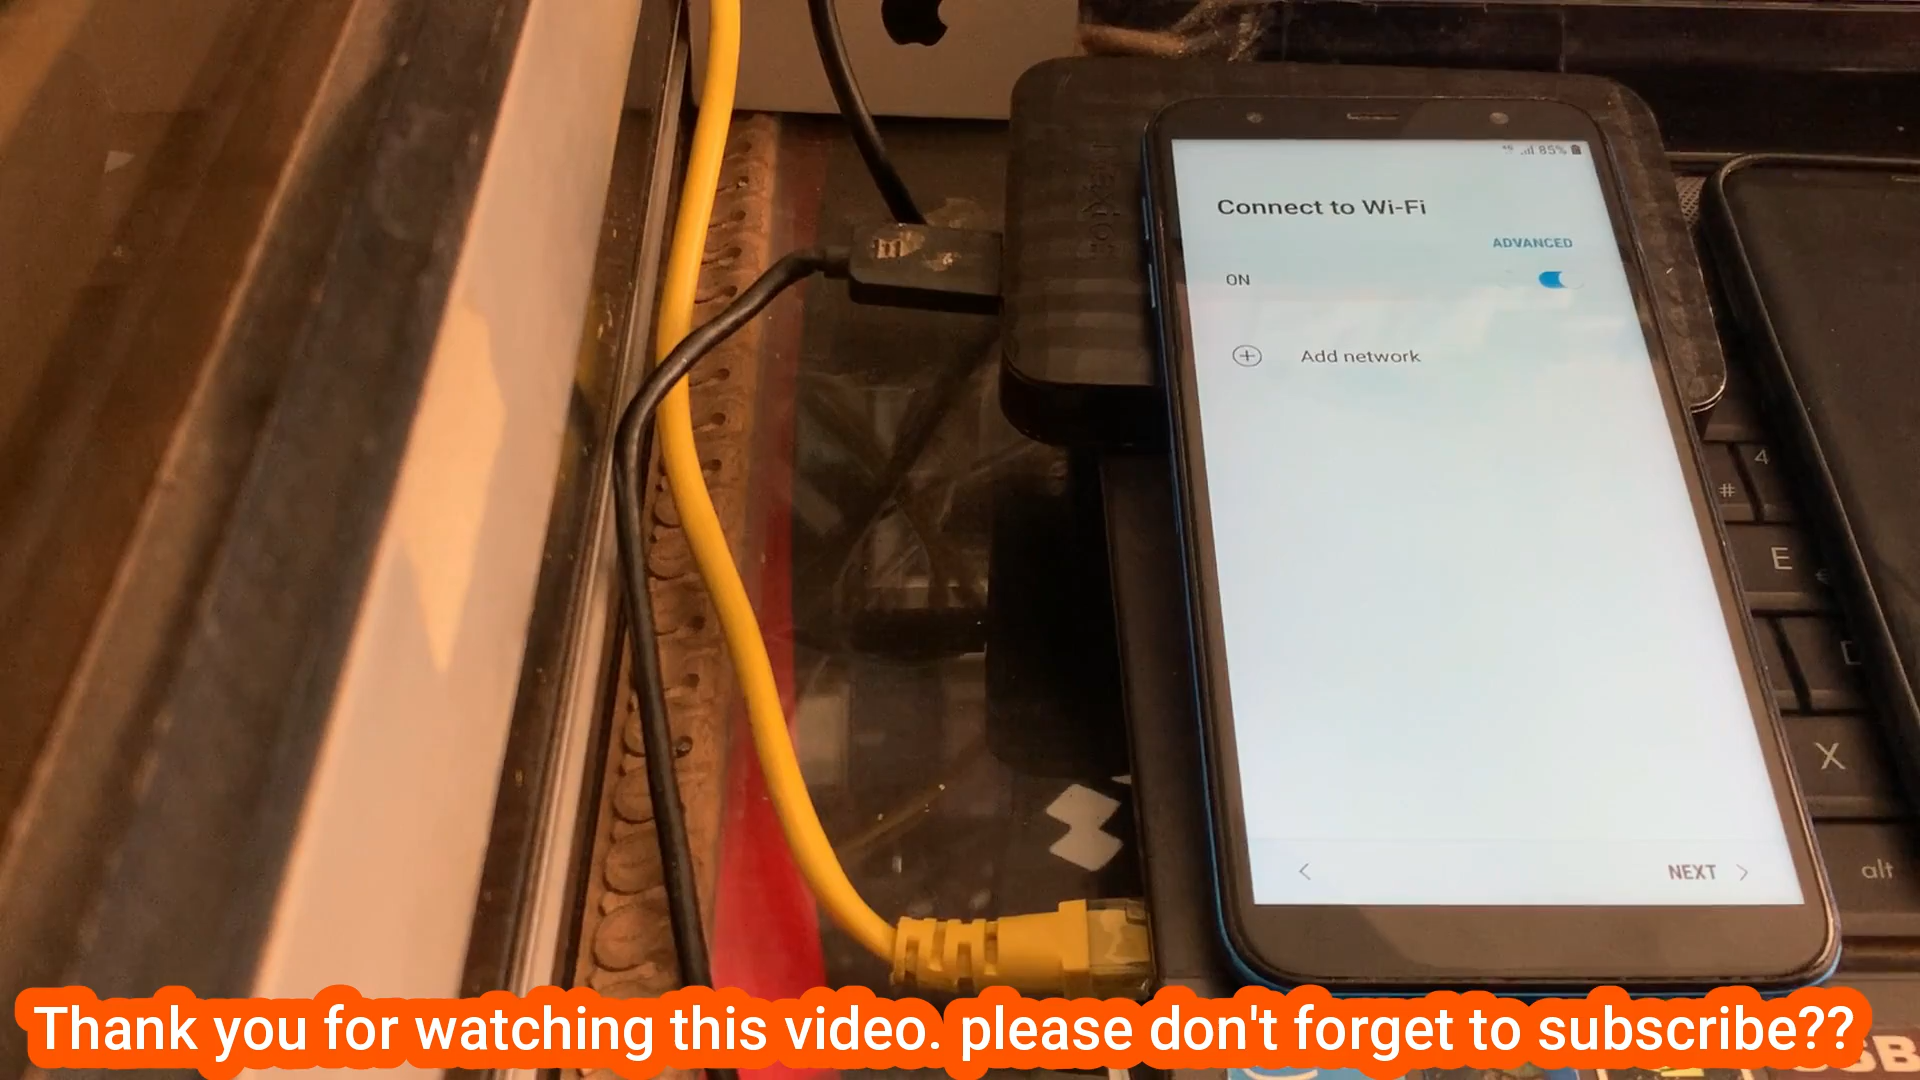 4G 85%
Connect to Wi-Fi
ADVANCED
ON
Add network
NEXT
4
#
E
X
alt
Thank you for watching this video. please don't forget to subscribe??